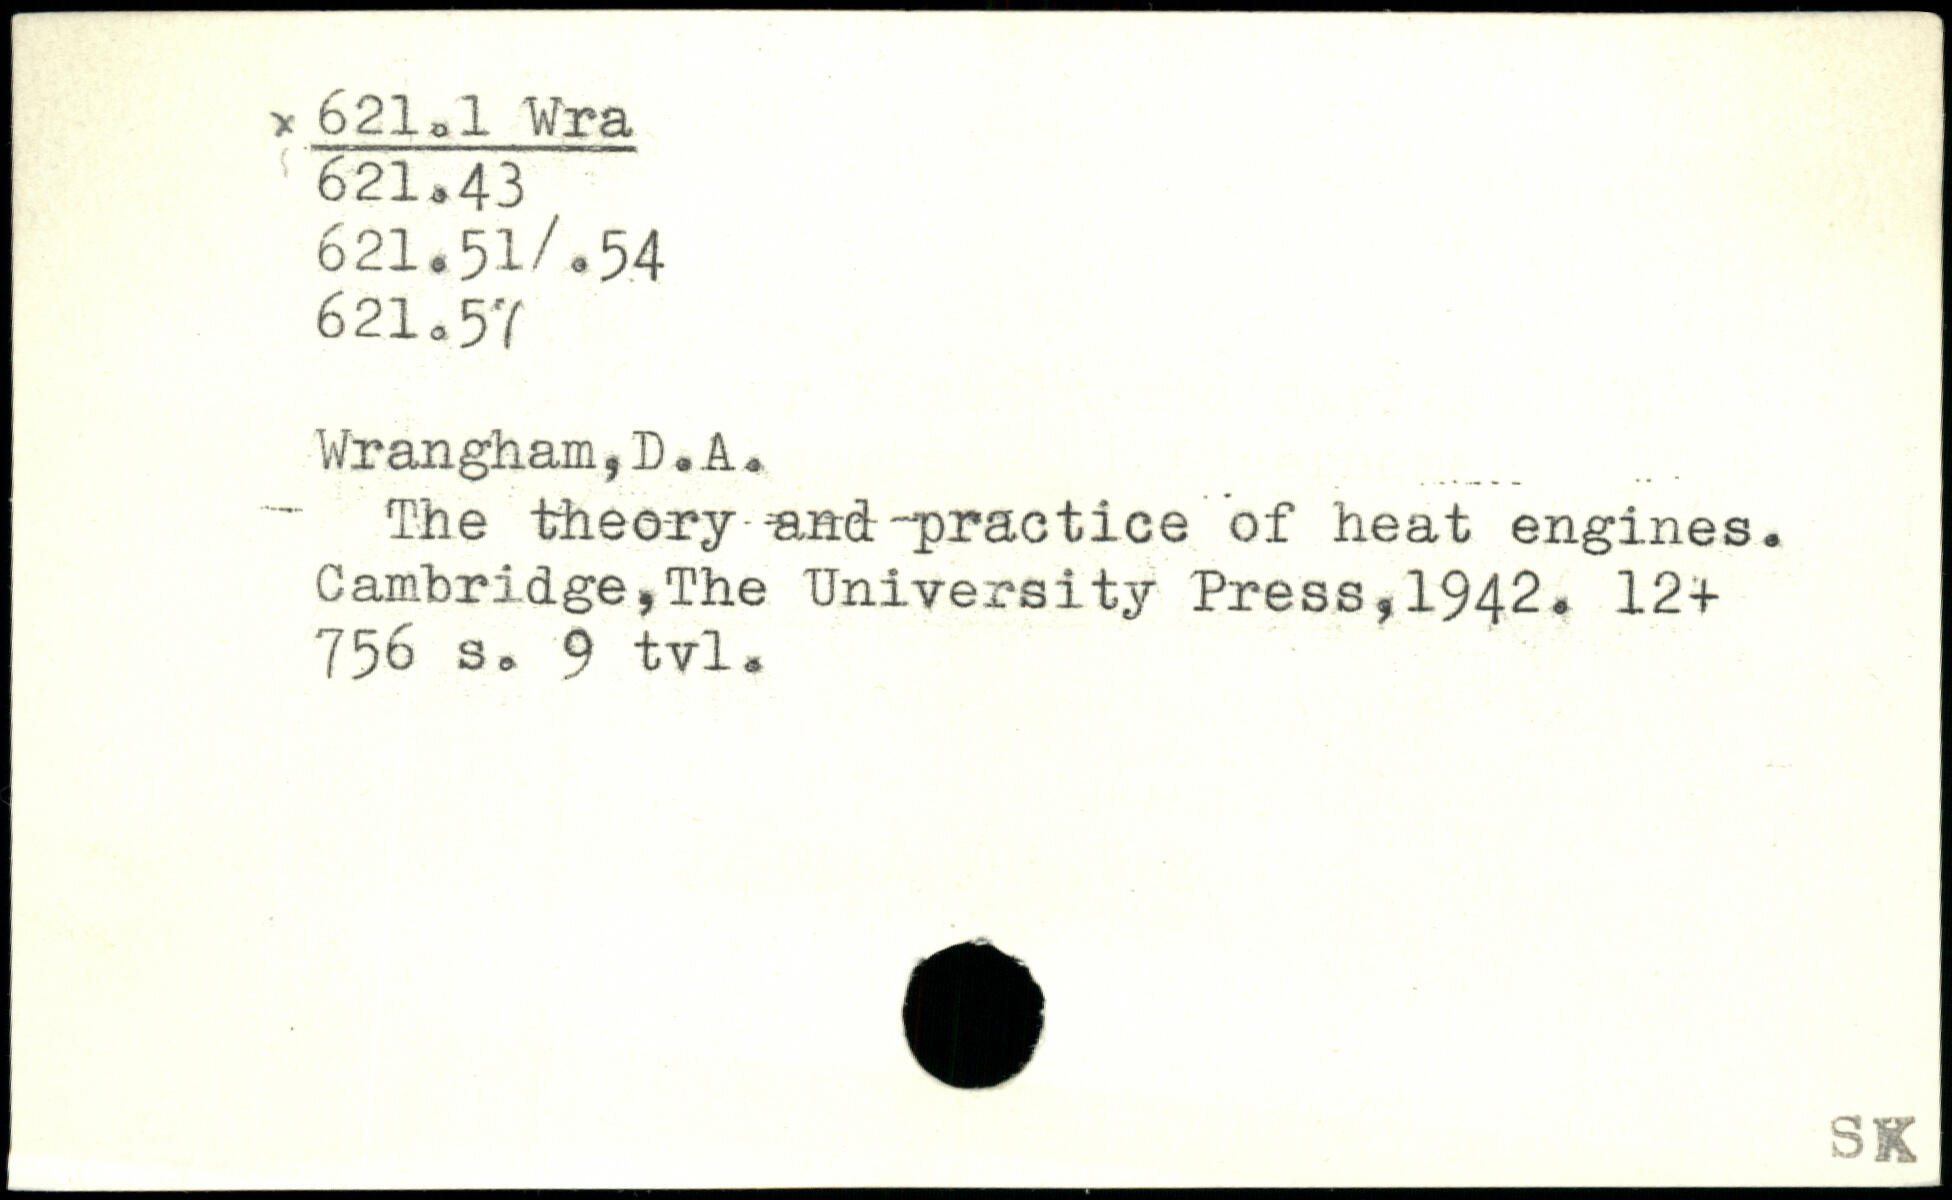 x 621.1 Wra
621.43
621.51/.54
621.57
Wrangham,D.A.
The theory and practice of heat engines.
Cambridge,The University Press,1942. 12+
756 s. 9 tvl.
SK